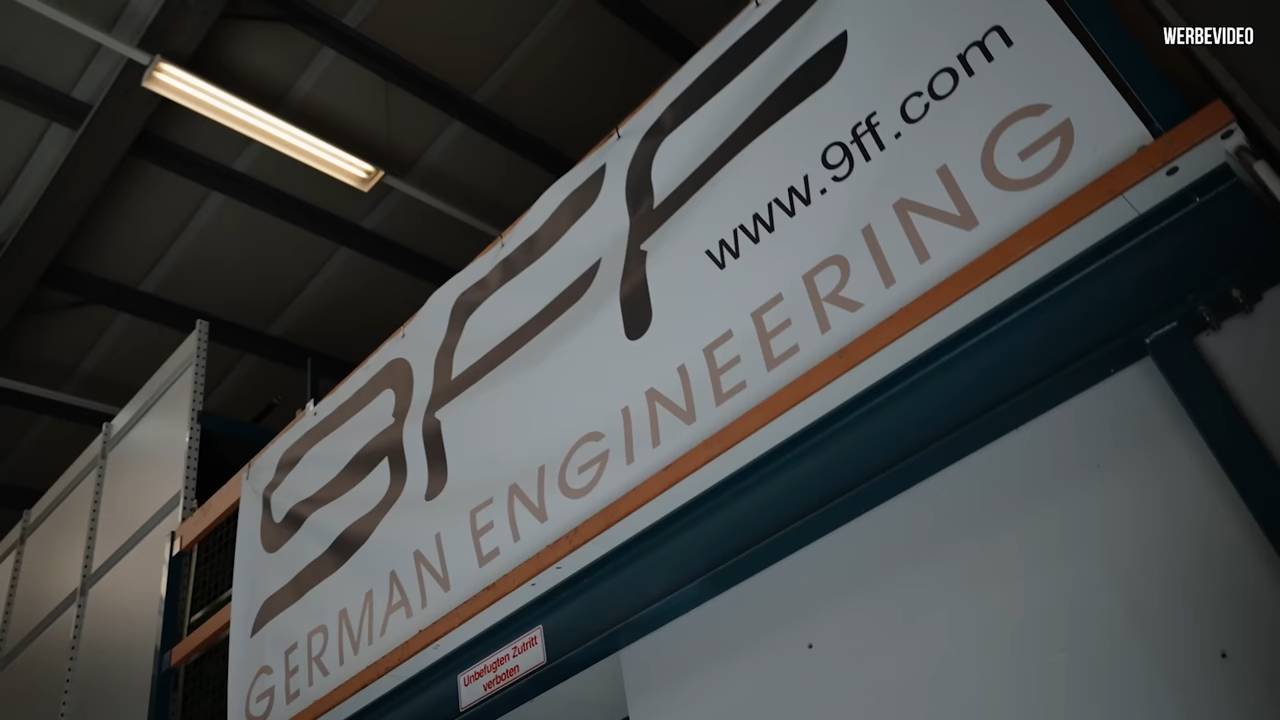 WERBEVIDEO
9FF
www.9ff.com
GERMAN ENGINEERING
Unbefugten Zutritt
verboten